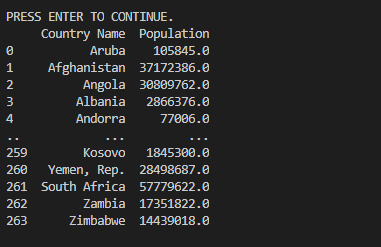 PRESS ENTER TO CONTINUE.
Country Name Population
0 Aruba 105845.0
1 Afghanistan 37172386.0
2 Angola 30809762.0
3 Albania 2866376.0
4 Andorra 77006.0
.. ... ...
259 Kosovo 1845300.0
260 Yemen, Rep. 28498687.0
261 South Africa 57779622.0
262 Zambia 17351822.0
263 Zimbabwe 14439018.0